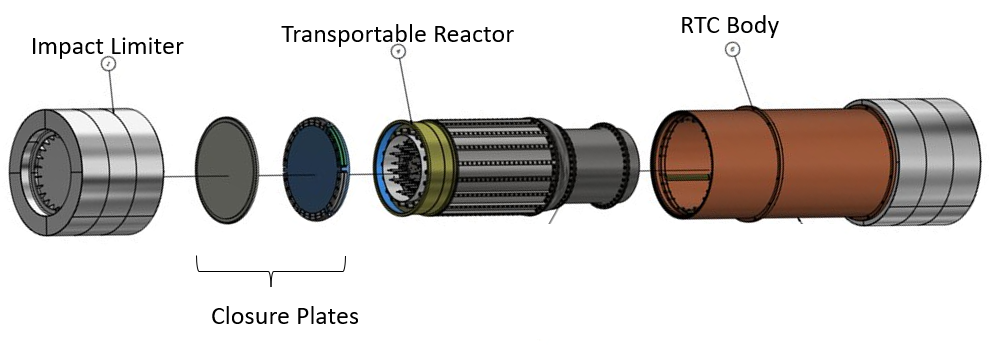 Impact Limiter
Transportable Reactor
RTC Body
Closure Plates